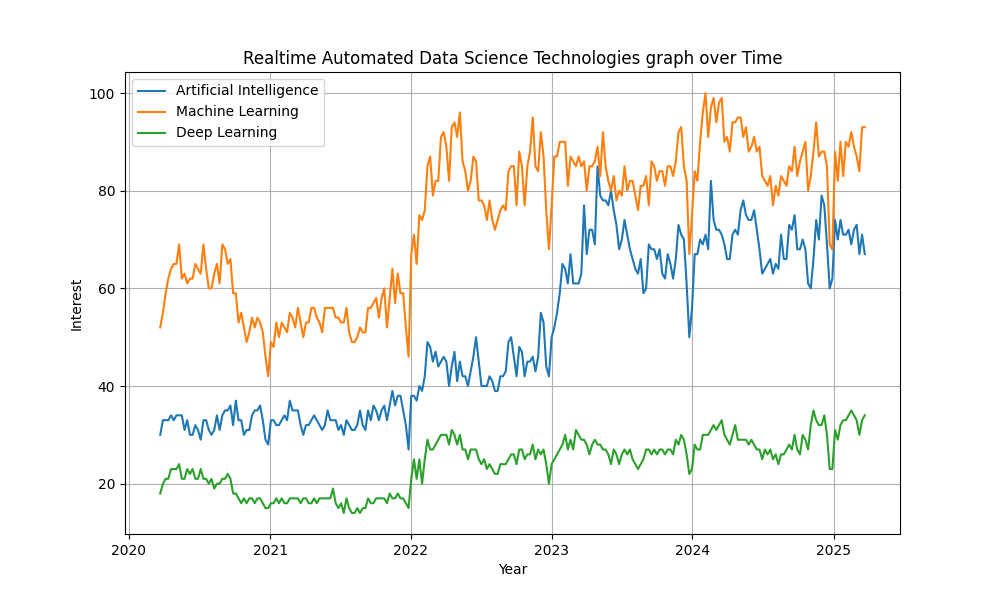 Realtime Automated Data Science Technologies graph over Time
Artificial Intelligence
Machine Learning
Deep Learning
100
80
60
40
20
Interest
2020 2021 2022 2023 2024 2025
Year